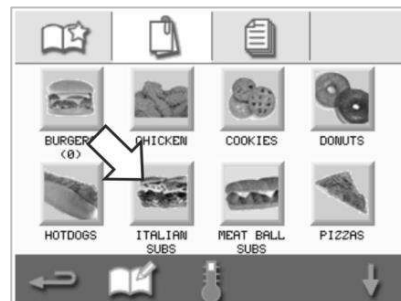 BURGERS
(0)
CHICKEN
COOKIES
DONUTS
HOTDOGS
ITALIAN
SUBS
MEAT BALL
SUBS
PIZZAS